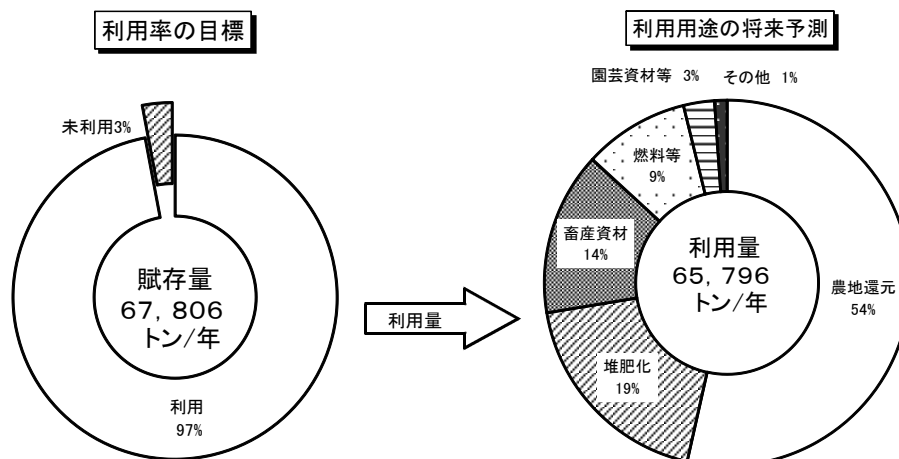 利用率の目標
未利用3%
賦存量
67,806
トン/年
利用
97%
利用量
利用用途の将来予測
園芸資材等 3%
その他 1%
燃料等
9%
畜産資材
14%
利用量
65,796
トン/年
農地還元
54%
堆肥化
19%